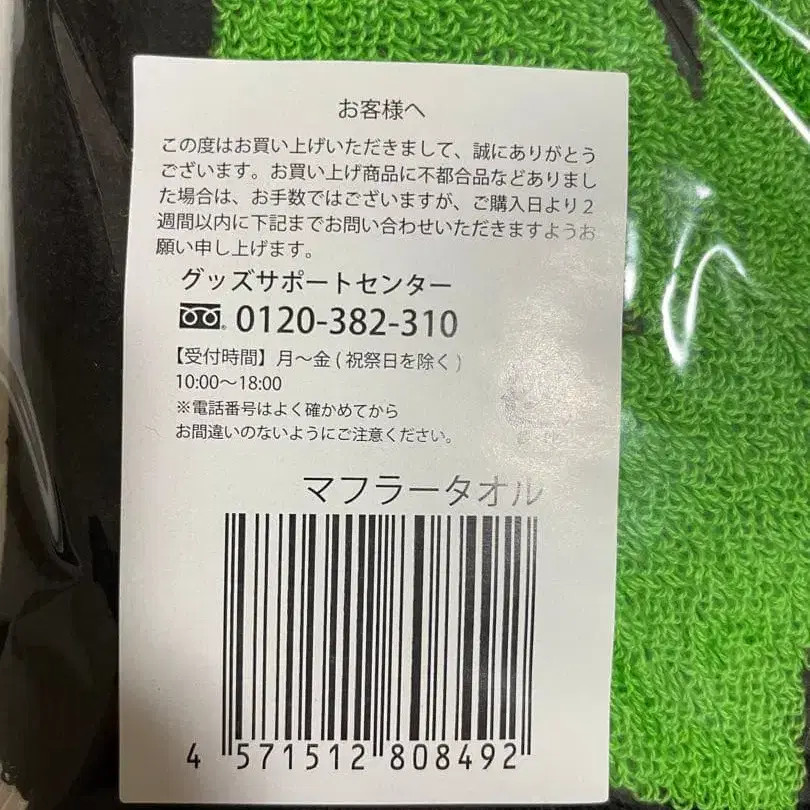 お客様へ
この度はお買い上げいただきまして、誠にありがとう
ございます。お買い上げ商品に不都合品などありまし
た場合は、お手数ではございますが、ご購入日より2
週間以内に下記までお問い合わせいただきますようお
願い申し上げます。
グッズサポートセンター
0120-382-310
【受付時間】月〜金(祝祭日を除く)
10:00〜18:00
※電話番号はよく確かめてから
お間違いのないようにご注意ください。
マフラータオル
4 571512 808492